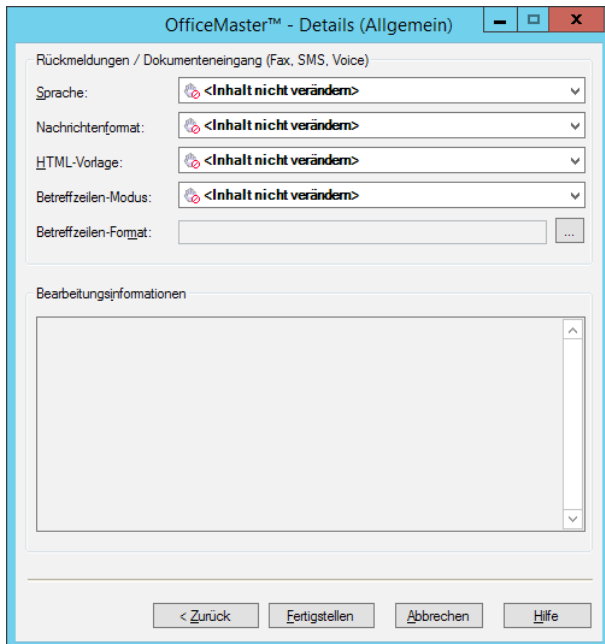 OfficeMaster™ - Details (Allgemein)
Rückmeldungen / Dokumenteneingang (Fax, SMS, Voice)
Sprache: <Inhalt nicht verändern>
Nachrichtenformat: <Inhalt nicht verändern>
HTML-Vorlage: <Inhalt nicht verändern>
Betreffzeilen-Modus: <Inhalt nicht verändern>
Betreffzeilen-Format: ...
Bearbeitungsinformationen
< Zurück Fertigstellen Abbrechen Hilfe